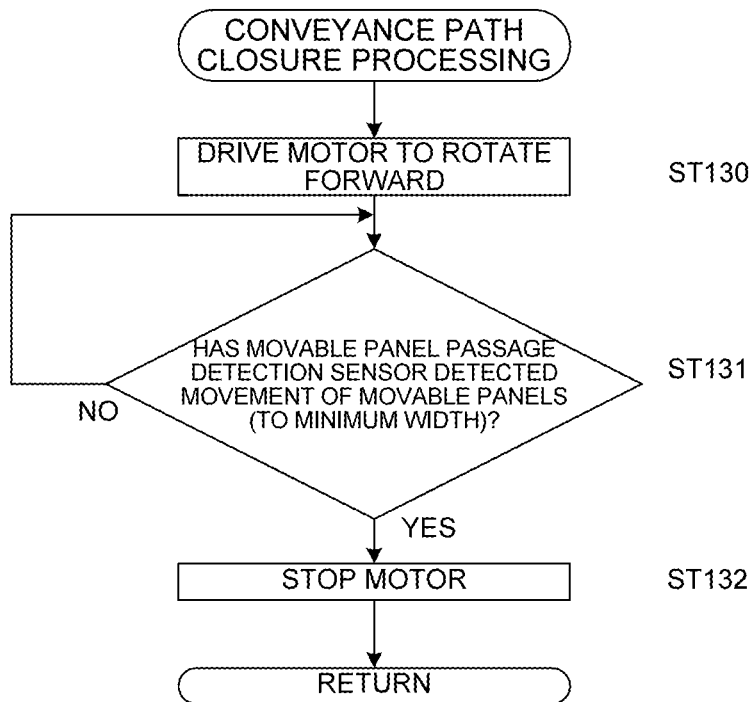 CONVEYANCE PATH
CLOSURE PROCESSING
DRIVE MOTOR TO ROTATE
FORWARD
ST130
HAS MOVABLE PANEL PASSAGE
DETECTION SENSOR DETECTED
MOVEMENT OF MOVABLE PANELS
(TO MINIMUM WIDTH)?
ST131
NO
YES
STOP MOTOR
ST132
RETURN